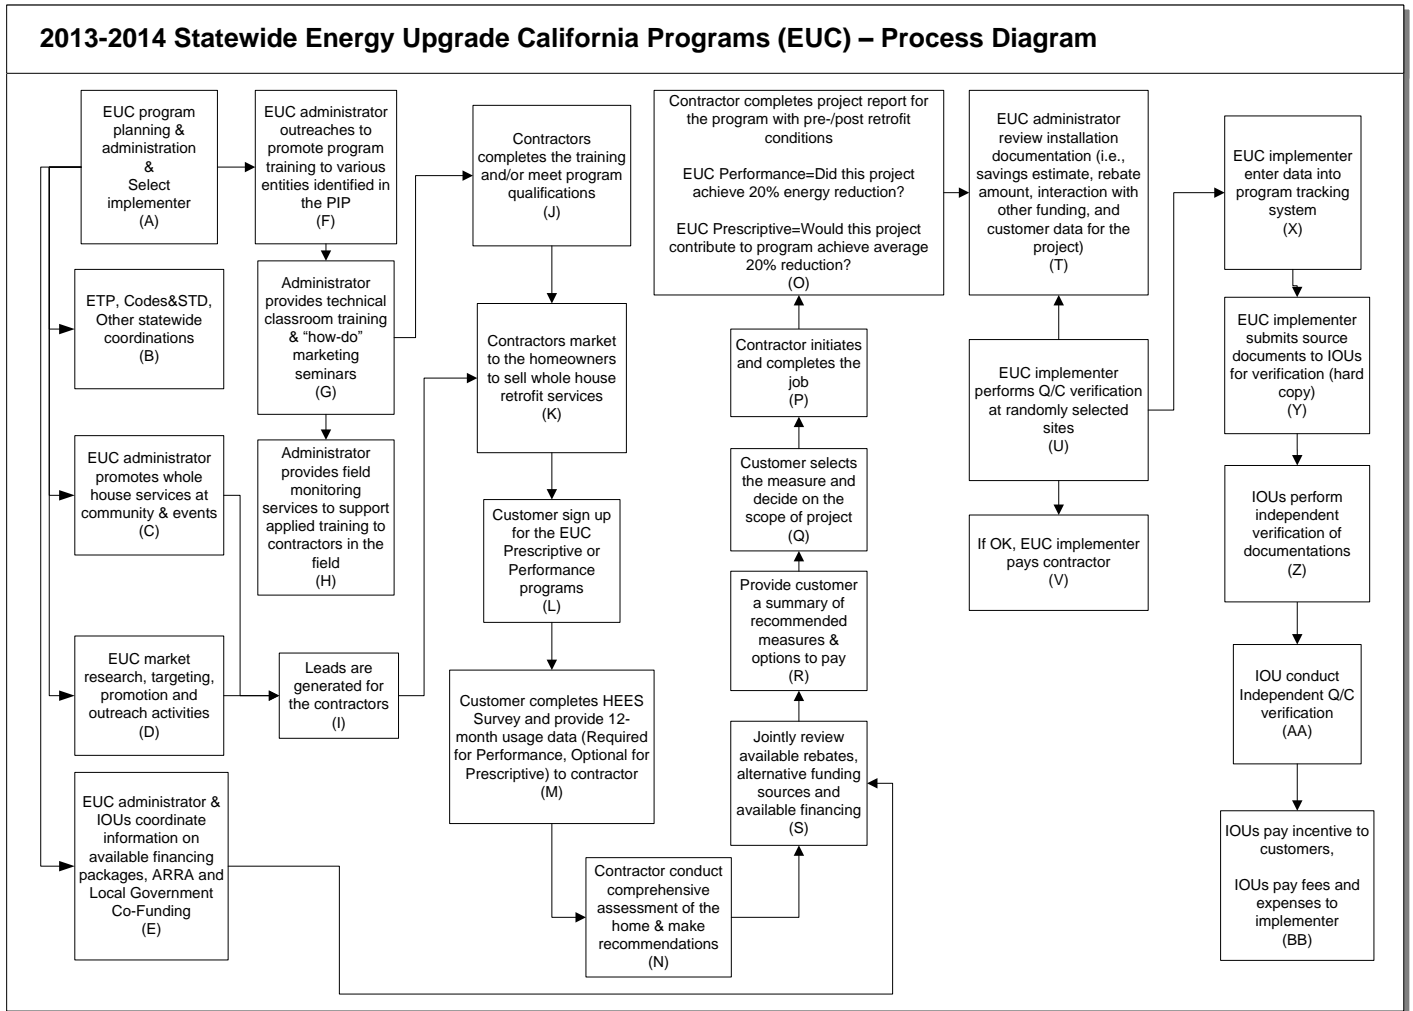 2013-2014 Statewide Energy Upgrade California Programs (EUC) – Process Diagram
EUC program
planning &
administration
&
Select
implementer
(A)
ETP, Codes&STD,
Other statewide
coordinations
(B)
EUC administrator
promotes whole
house services at
community & events
(C)
EUC market
research, targeting,
promotion and
outreach activities
(D)
EUC administrator &
IOUs coordinate
information on
available financing
packages, ARRA and
Local Government
Co-Funding
(E)
EUC administrator
outreaches to
promote program
training to various
entities identified in
the PIP
(F)
Administrator
provides technical
classroom training
& “how-do”
marketing
seminars
(G)
Administrator
provides field
monitoring
services to support
applied training to
contractors in the
field
(H)
Leads are
generated for
the contractors
(I)
Contractors
completes the training
and/or meet program
qualifications
(J)
Contractors market
to the homeowners
to sell whole house
retrofit services
(K)
Customer sign up
for the EUC
Prescriptive or
Performance
programs
(L)
Customer completes HEES
Survey and provide 12-
month usage data (Required
for Performance, Optional for
Prescriptive) to contractor
(M)
Contractor conduct
comprehensive
assessment of the
home & make
recommendations
(N)
Contractor completes project report for
the program with pre-/post retrofit
conditions
EUC Performance=Did this project
achieve 20% energy reduction?
EUC Prescriptive=Would this project
contribute to program achieve average
20% reduction?
(O)
Contractor initiates
and completes the
job
(P)
Customer selects
the measure and
decide on the
scope of project
(Q)
Provide customer
a summary of
recommended
measures &
options to pay
(R)
Jointly review
available rebates,
alternative funding
sources and
available financing
(S)
EUC administrator
review installation
documentation (i.e.,
savings estimate, rebate
amount, interaction with
other funding, and
customer data for the
project)
(T)
EUC implementer
performs Q/C verification
at randomly selected
sites
(U)
If OK, EUC implementer
pays contractor
(V)
EUC implementer
enter data into
program tracking
system
(X)
EUC implementer
submits source
documents to IOUs
for verification (hard
copy)
(Y)
IOUs perform
independent
verification of
documentations
(Z)
IOU conduct
Independent Q/C
verification
(AA)
IOUs pay incentive to
customers,
IOUs pay fees and
expenses to
implementer
(BB)